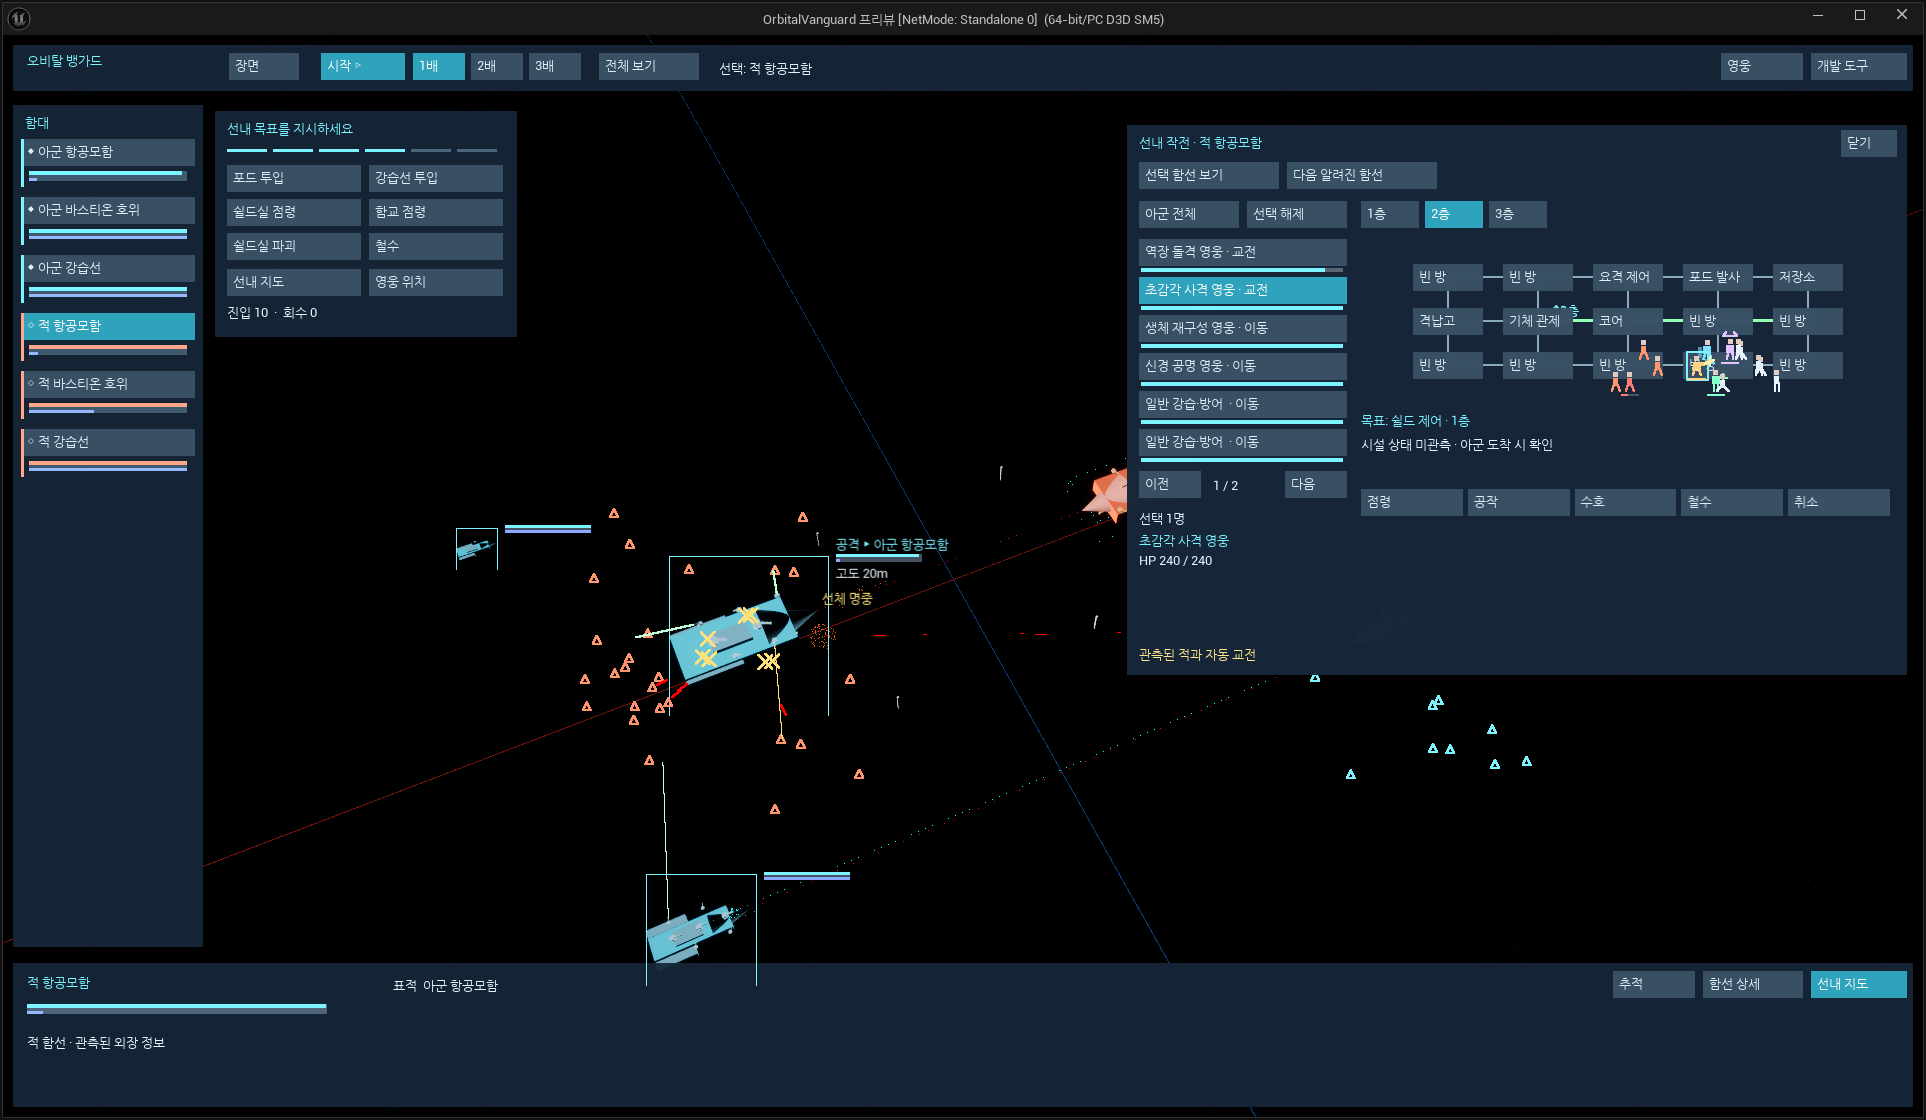 OrbitalVanguard 프리뷰 [NetMode: Standalone 0]  (64-bit/PC D3D SM5)
오비탈 뱅가드
장면
시작 ▷
1배
2배
3배
전체 보기
선택: 적 항공모함
영웅
개발 도구
함대
◆ 아군 항공모함
◆ 아군 바스티온 호위
◆ 아군 강습선
◇ 적 항공모함
◇ 적 바스티온 호위
◇ 적 강습선
선내 목표를 지시하세요
포드 투입
강습선 투입
쉴드실 점령
함교 점령
쉴드실 파괴
철수
선내 지도
영웅 위치
진입 10 · 회수 0
공격 ▶ 아군 항공모함
고도 20m
선체 명중
선내 작전 · 적 항공모함
닫기
선택 함선 보기
다음 알려진 함선
아군 전체
선택 해제
1층
2층
3층
역장 돌격 영웅 · 교전
초감각 사격 영웅 · 교전
생체 재구성 영웅 · 이동
신경 공명 영웅 · 이동
일반 강습·방어 · 이동
일반 강습·방어 · 이동
이전
1 / 2
다음
선택 1명
초감각 사격 영웅
HP 240 / 240
빈 방
빈 방
요격 제어
포드 발사
저장소
격납고
기체 관제
코어
빈 방
빈 방
빈 방
빈 방
빈 방
빈 방
목표: 쉴드 제어 · 1층
시설 상태 미관측 · 아군 도착 시 확인
점령
공작
수호
철수
취소
관측된 적과 자동 교전
적 항공모함
표적  아군 항공모함
적 함선 · 관측된 외장 정보
추적
함선 상세
선내 지도